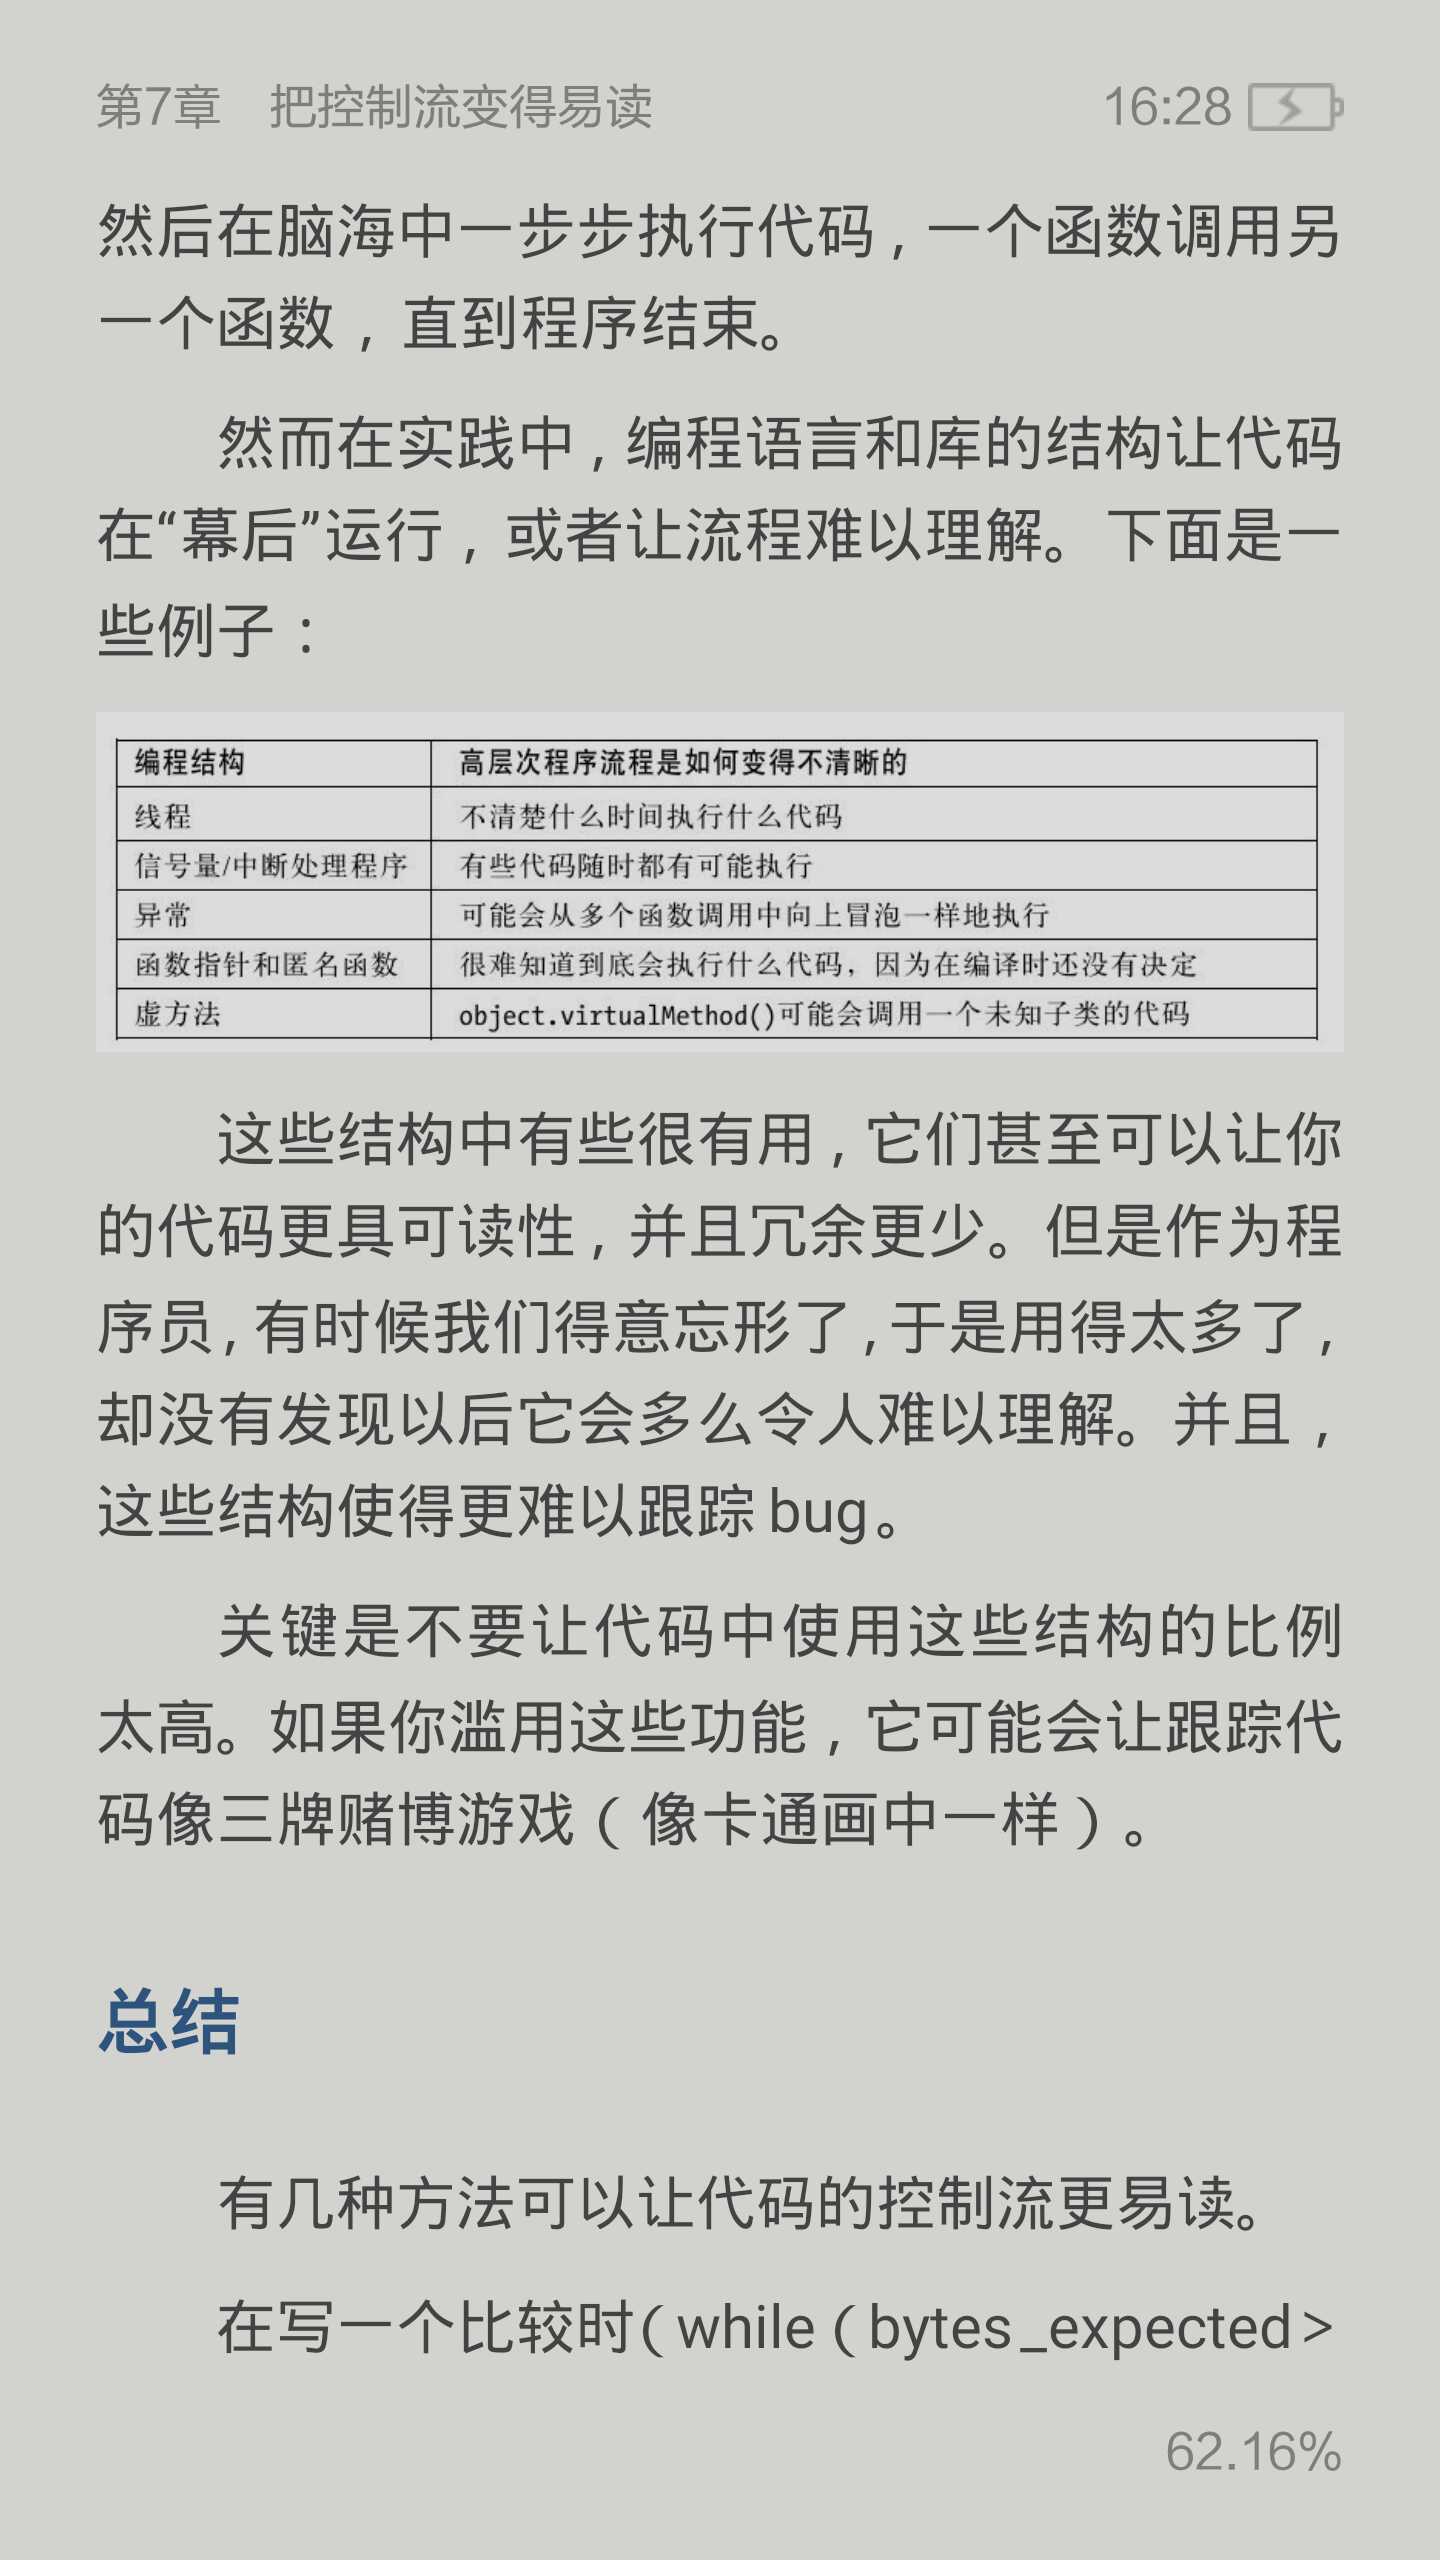 第7章　把控制流变得易读
16:28
然后在脑海中一步步执行代码，一个函数调用另
一个函数，直到程序结束。
然而在实践中，编程语言和库的结构让代码
在“幕后”运行，或者让流程难以理解。下面是一
些例子：
编程结构 高层次程序流程是如何变得不清晰的
线程 不清楚什么时间执行什么代码
信号量/中断处理程序 有些代码随时都有可能执行
异常 可能会从多个函数调用中向上冒泡一样地执行
函数指针和匿名函数 很难知道到底会执行什么代码，因为在编译时还没有决定
虚方法 object.virtualMethod()可能会调用一个未知子类的代码
这些结构中有些很有用，它们甚至可以让你
的代码更具可读性，并且冗余更少。但是作为程
序员，有时候我们得意忘形了，于是用得太多了，
却没有发现以后它会多么令人难以理解。并且，
这些结构使得更难以跟踪bug。
关键是不要让代码中使用这些结构的比例
太高。如果你滥用这些功能，它可能会让跟踪代
码像三牌赌博游戏（像卡通画中一样）。
总结
有几种方法可以让代码的控制流更易读。
在写一个比较时（while（bytes_expected>
62.16%